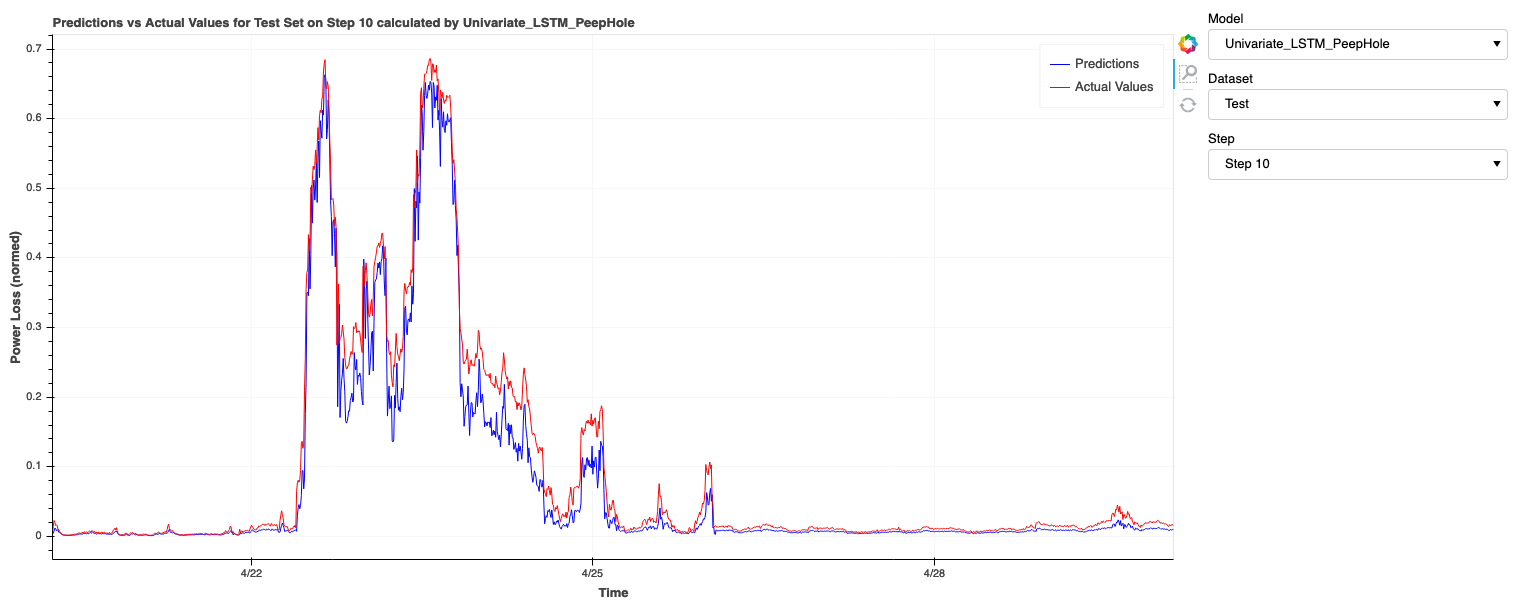 Predictions vs Actual Values for Test Set on Step 10 calculated by Univariate_LSTM_PeepHole
Predictions
Actual Values
0.7
0.6
0.5
0.4
0.3
0.2
0.1
0
Power Loss (normed)
4/22
4/25
4/28
Time
Model
Univariate_LSTM_PeepHole
Dataset
Test
Step
Step 10